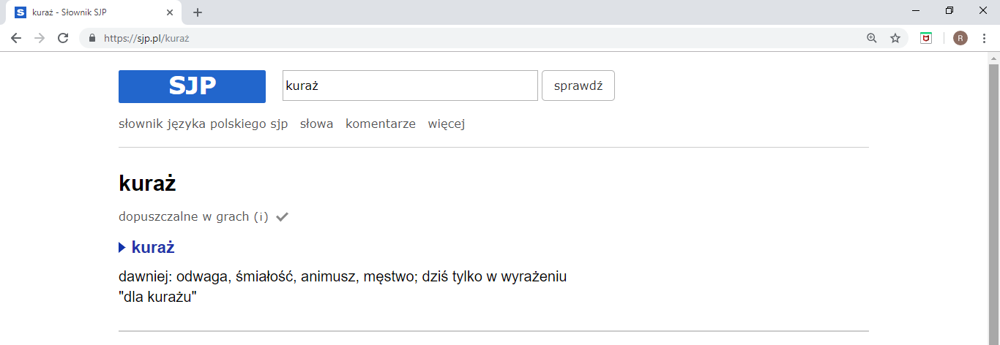 kuraż - Słownik SJP
https://sjp.pl/kuraż
R
SJP
kuraż
sprawdź
słownik języka polskiego sjp słowa komentarze więcej
kuraż
dopuszczalne w grach (i)
kuraż
dawniej: odwaga, śmiałość, animusz, męstwo; dziś tylko w wyrażeniu
"dla kurażu"